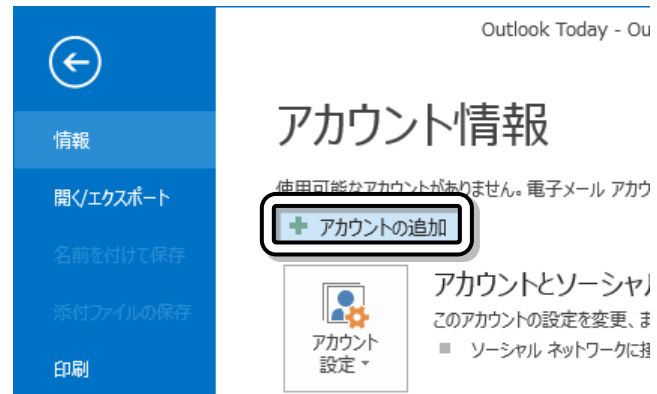 Outlook Today - Ou
情報
開く/エクスポート
名前を付けて保存
添付ファイルの保存
印刷
アカウント情報
使用可能なアカウントがありません。電子メール アカウ
アカウントの追加
アカウント
設定
アカウントとソーシャル
このアカウントの設定を変更、ま
ソーシャル ネットワークに接